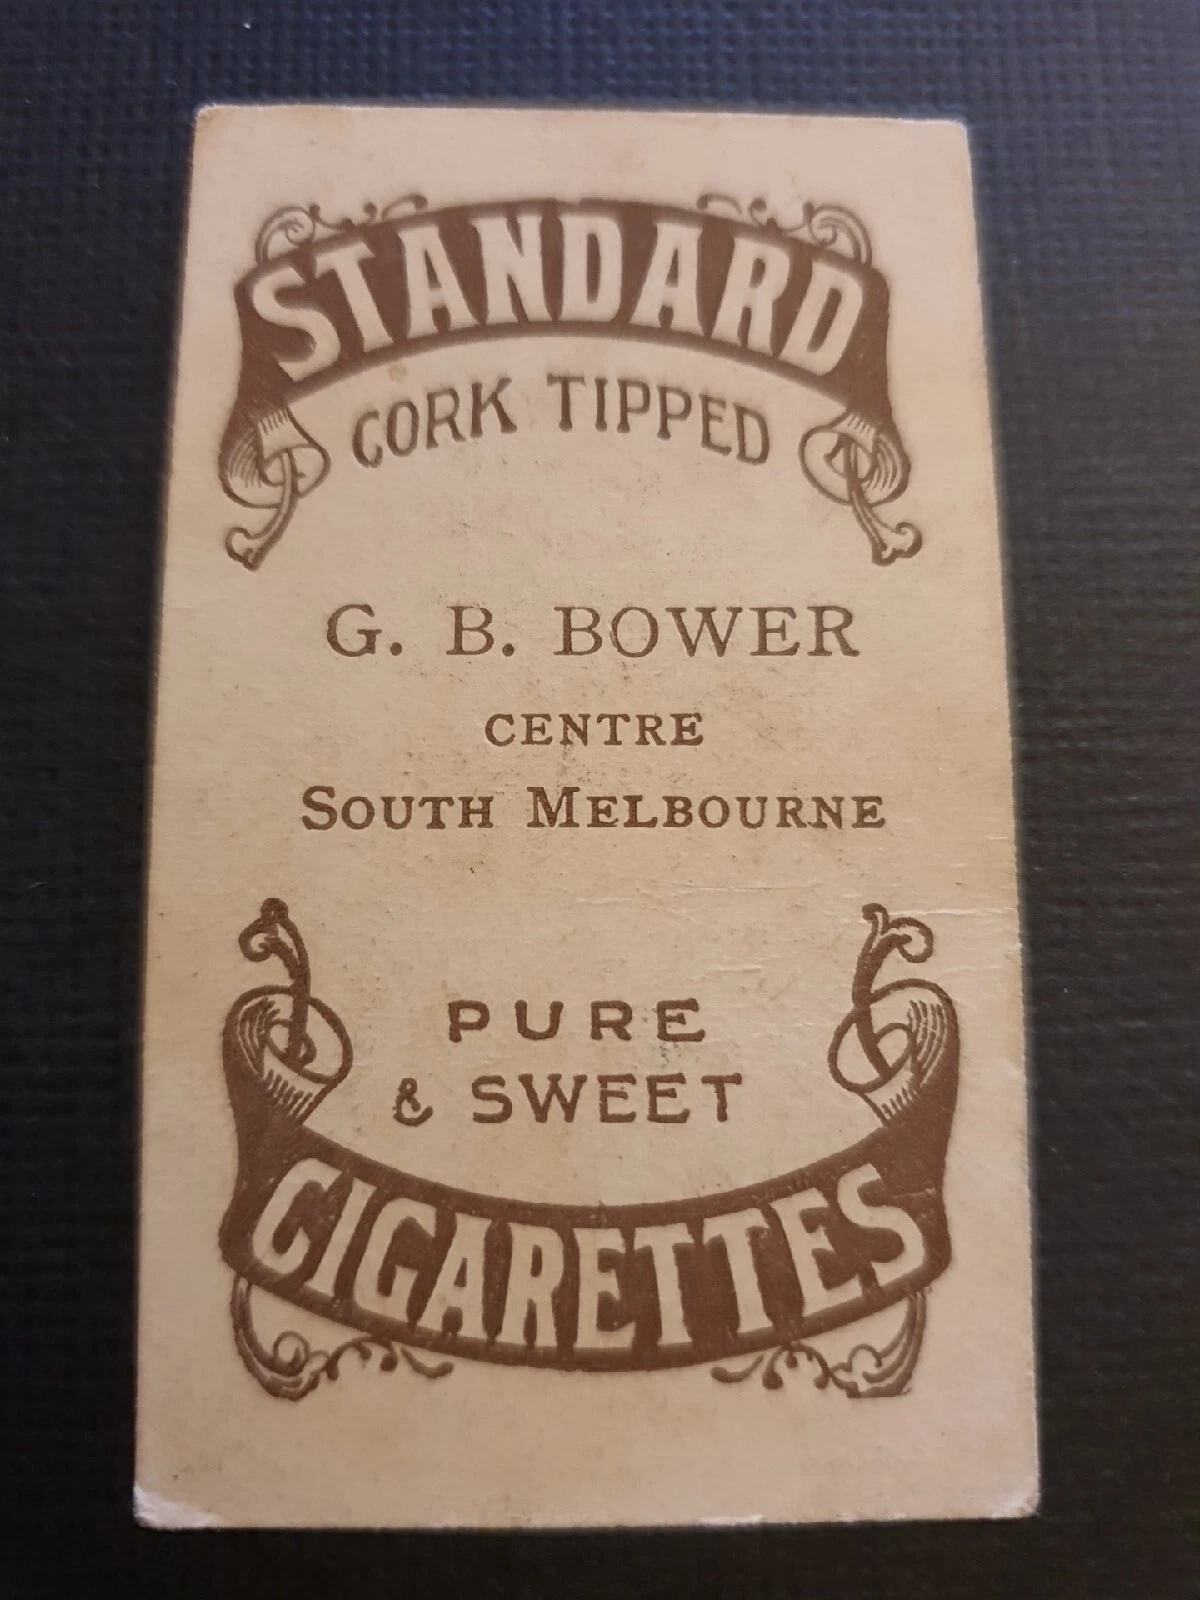 STANDARD
CORK TIPPED
G. B. BOWER
CENTRE
SOUTH MELBOURNE
PURE
& SWEET
CIGARETTES